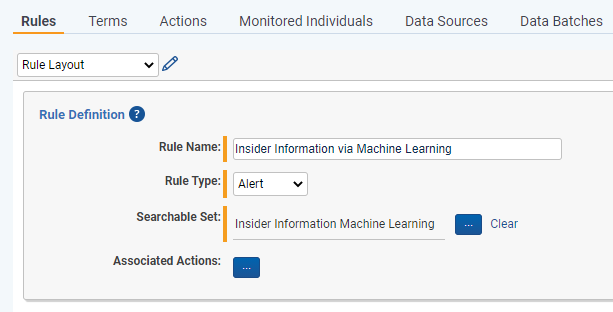 Rules Terms Actions Monitored Individuals Data Sources Data Batches
Rule Layout
Rule Definition ?
Rule Name: Insider Information via Machine Learning
Rule Type: Alert
Searchable Set: Insider Information Machine Learning ... Clear
Associated Actions: ...